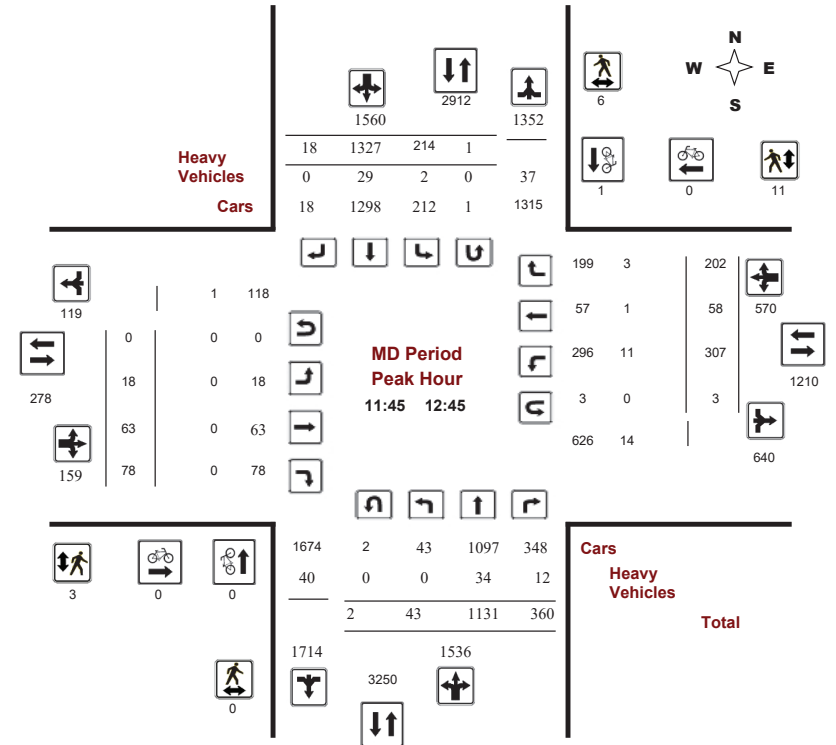 N
W E
S
2912
6
1560 1352
18 1327 214 1
Heavy
Vehicles
0 29 2 0 37
Cars
18 1298 212 1 1315
1 0 11
199 3 202
119
1 118
57 1 58 570
0 0 0
MD Period
Peak Hour
11:45 12:45
296 11 307
1210
278
18 0 18
3 0 3
63 0 63
626 14
640
159
78 0 78
1674 2 43 1097 348
Cars
40 0 0 34 12
Heavy
Vehicles
3 0 0
2 43 1131 360
Total
1714 1536
3250
0